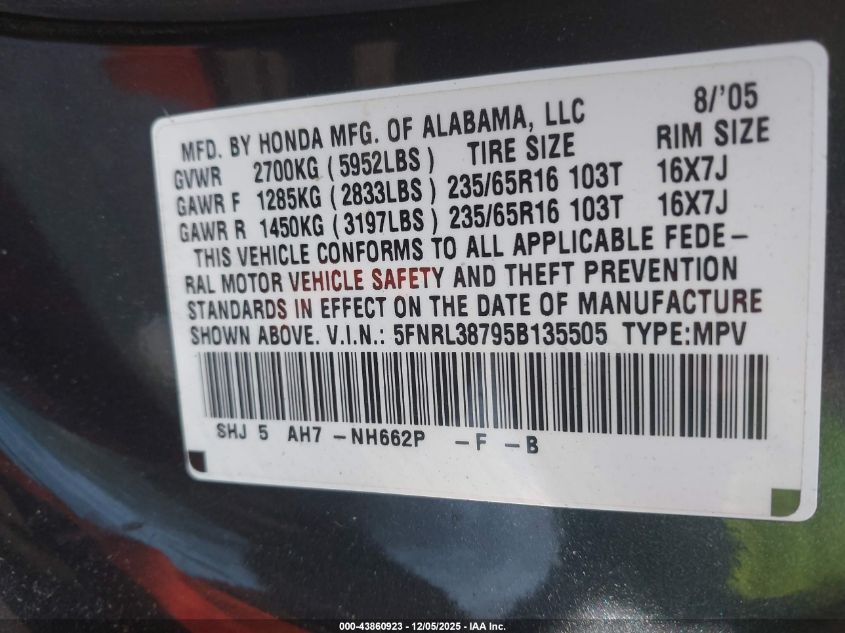 MFD. BY HONDA MFG. OF ALABAMA, LLC 8/'05
GVWR 2700KG ( 5952LBS ) TIRE SIZE RIM SIZE
GAWR F 1285KG ( 2833LBS ) 235/65R16 103T 16X7J
GAWR R 1450KG ( 3197LBS ) 235/65R16 103T 16X7J
THIS VEHICLE CONFORMS TO ALL APPLICABLE FEDE–
RAL MOTOR VEHICLE SAFETY AND THEFT PREVENTION
STANDARDS IN EFFECT ON THE DATE OF MANUFACTURE
SHOWN ABOVE. V.I.N.: 5FNRL38795B135505 TYPE:MPV
SHJ 5 AH7 –NH662P –F –B
000-43860923 – 12/05/2025 – IAA Inc.